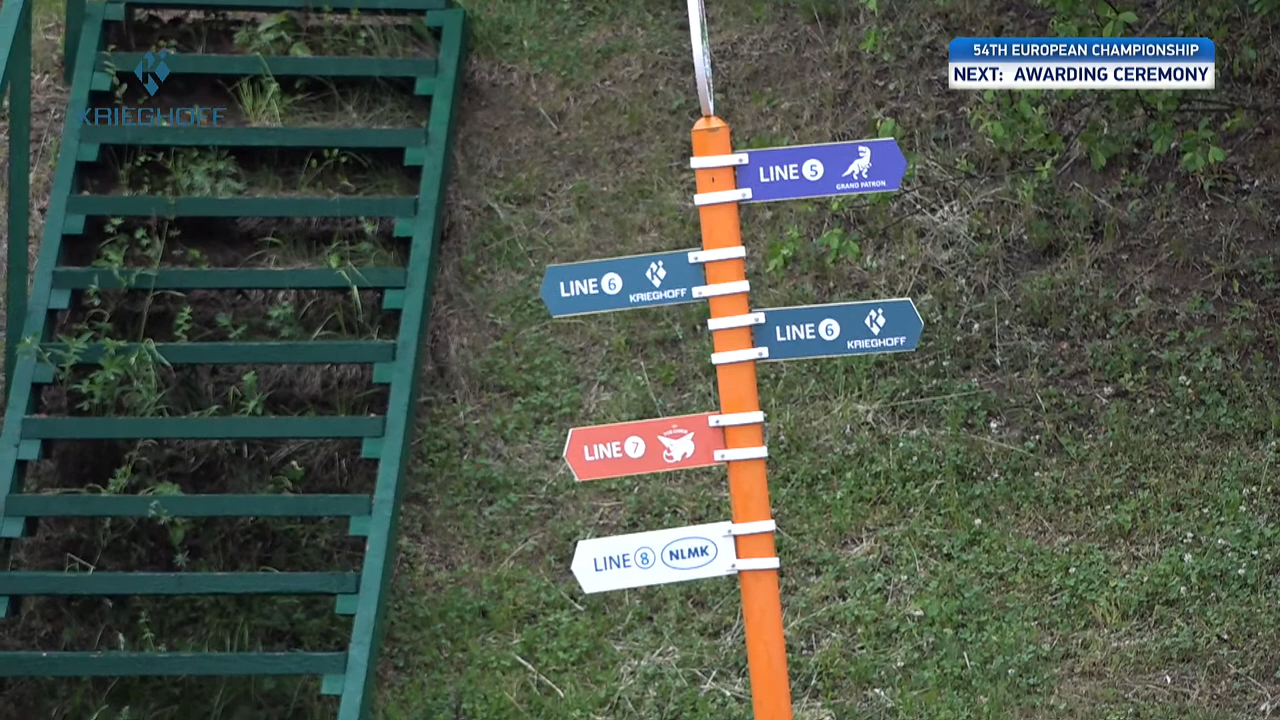 KRIEGHOFF
54TH EUROPEAN CHAMPIONSHIP
NEXT: AWARDING CEREMONY
LINE 5
GRAND PATRON
LINE 6
KRIEGHOFF
LINE 6
KRIEGHOFF
LINE 7
LINE 8 NLMK